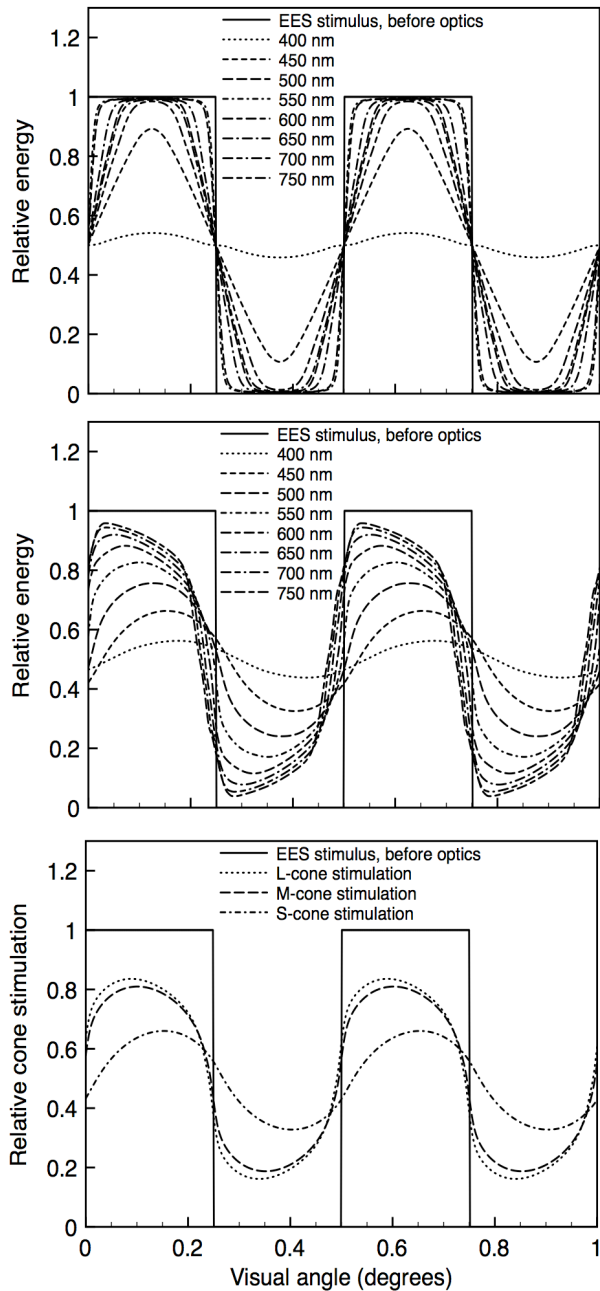 1.2
1
0.8
0.6
0.4
0.2
0
Relative energy
EES stimulus, before optics
400 nm
450 nm
500 nm
550 nm
600 nm
650 nm
700 nm
750 nm
1.2
1
0.8
0.6
0.4
0.2
0
Relative energy
EES stimulus, before optics
400 nm
450 nm
500 nm
550 nm
600 nm
650 nm
700 nm
750 nm
1.2
1
0.8
0.6
0.4
0.2
0
Relative cone stimulation
EES stimulus, before optics
L-cone stimulation
M-cone stimulation
S-cone stimulation
0 0.2 0.4 0.6 0.8 1
Visual angle (degrees)